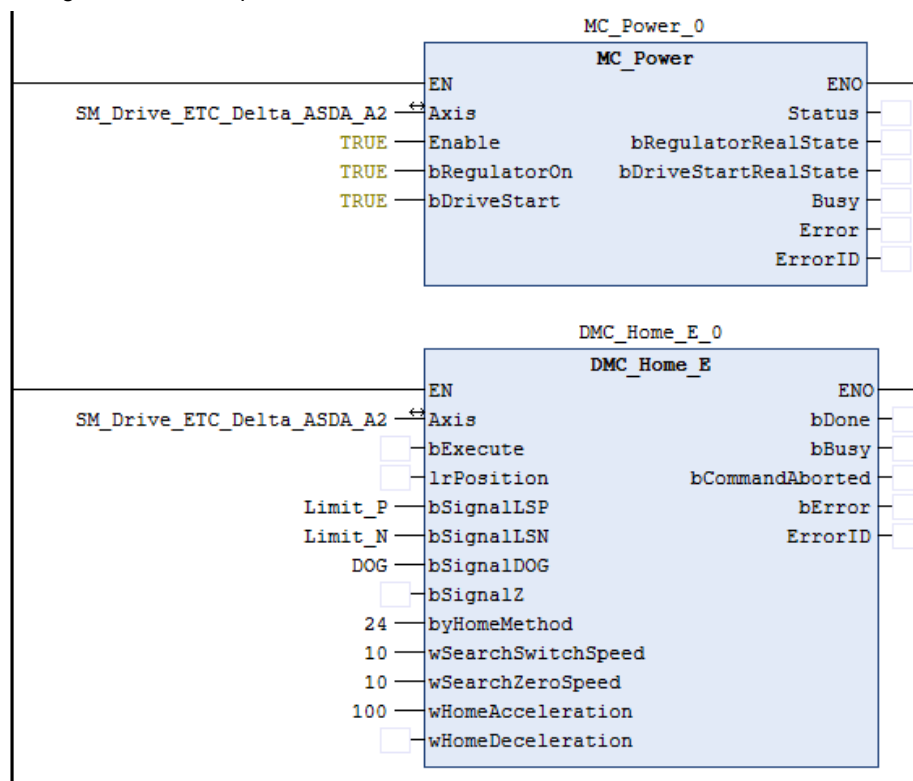 MC_Power_0
MC_Power
EN ENO
SM_Drive_ETC_Delta_ASDA_A2 Axis Status
TRUE Enable bRegulatorRealState
TRUE bRegulatorOn bDriveStartRealState
TRUE bDriveStart Busy
Error
ErrorID
DMC_Home_E_0
DMC_Home_E
EN ENO
SM_Drive_ETC_Delta_ASDA_A2 Axis bDone
bExecute bBusy
lrPosition bCommandAborted
Limit_P bSignalLSP bError
Limit_N bSignalLSN ErrorID
DOG bSignalDOG
bSignalZ
24 byHomeMethod
10 wSearchSwitchSpeed
10 wSearchZeroSpeed
100 wHomeAcceleration
wHomeDeceleration